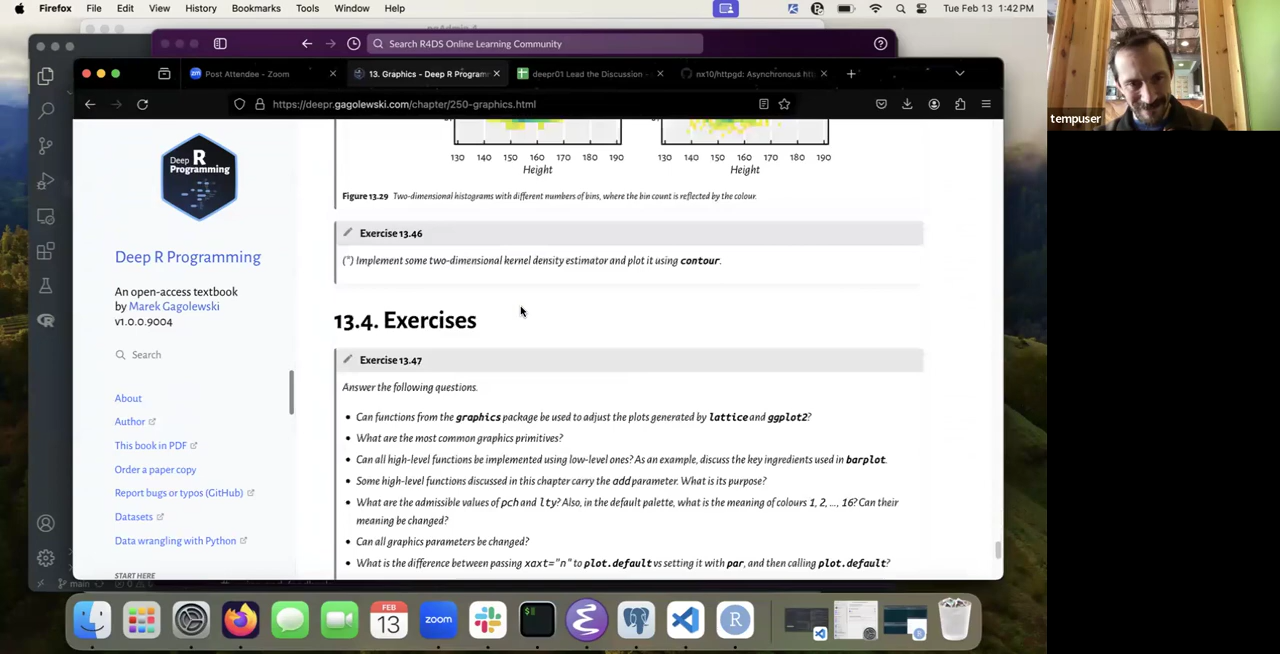 Firefox File Edit View History Bookmarks Tools Window Help Tue Feb 13 1:42 PM
Search R4DS Online Learning Community
Post Attendee - Zoom 13. Graphics - Deep R Program deepr01 Lead the Discussion - nx10/httpgd: Asynchronous ht
https://deepr.gagolewski.com/chapter/250-graphics.html
tempuser
Deep R Programming
Deep R Programming
An open-access textbook
by Marek Gagolewski
v1.0.0.9004
Search
About
Author
This book in PDF
Order a paper copy
Report bugs or typos (GitHub)
Datasets
Data wrangling with Python
START HERE
130 140 150 160 170 180 190 130 140 150 160 170 180 190
Height Height
Figure 13.29 Two-dimensional histograms with different numbers of bins, where the bin count is reflected by the colour.
Exercise 13.46
(*) Implement some two-dimensional kernel density estimator and plot it using contour.
13.4. Exercises
Exercise 13.47
Answer the following questions.
• Can functions from the graphics package be used to adjust the plots generated by lattice and ggplot2?
• What are the most common graphics primitives?
• Can all high-level functions be implemented using low-level ones? As an example, discuss the key ingredients used in barplot.
• Some high-level functions discussed in this chapter carry the add parameter. What is its purpose?
• What are the admissible values of pch and lty? Also, in the default palette, what is the meaning of colours 1, 2, ..., 16? Can their
meaning be changed?
• Can all graphics parameters be changed?
• What is the difference between passing xaxt="n" to plot.default vs setting it with par, and then calling plot.default?
main
FEB
13
zoom
R